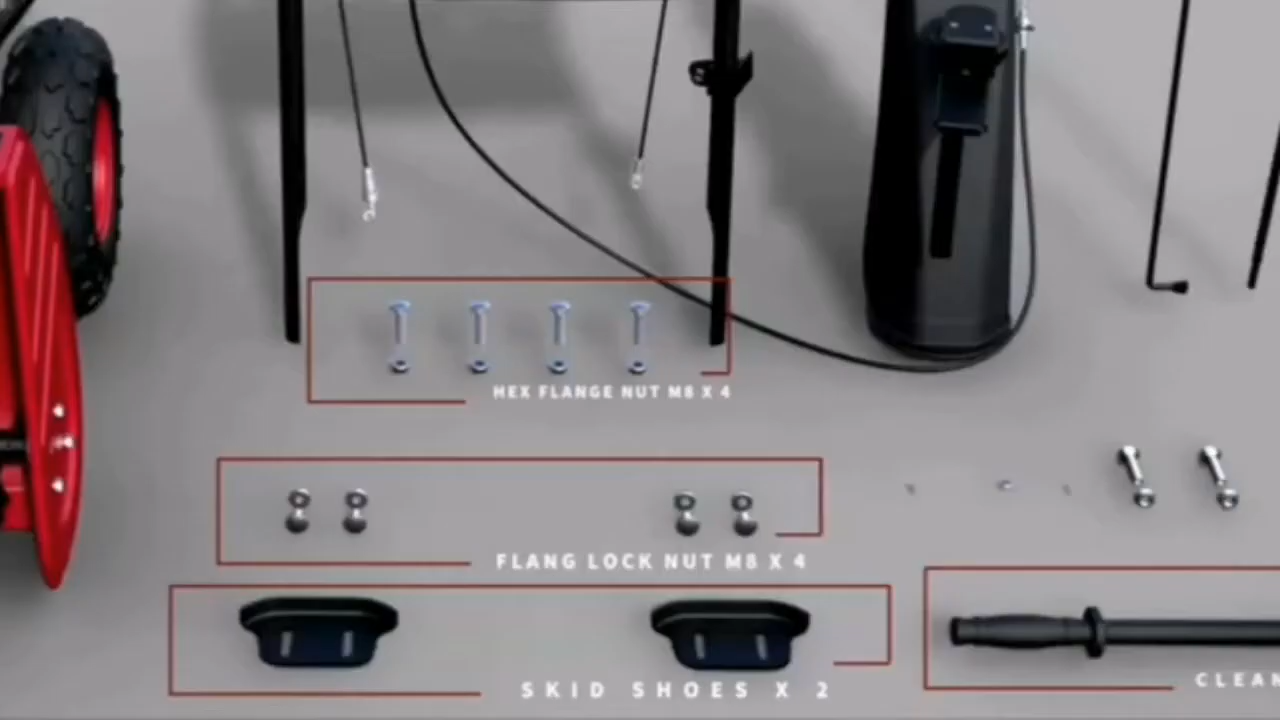 HEX FLANGE NUT M8 X 4
FLANG LOCK NUT M8 X 4
SKID SHOES X 2
CLEAN